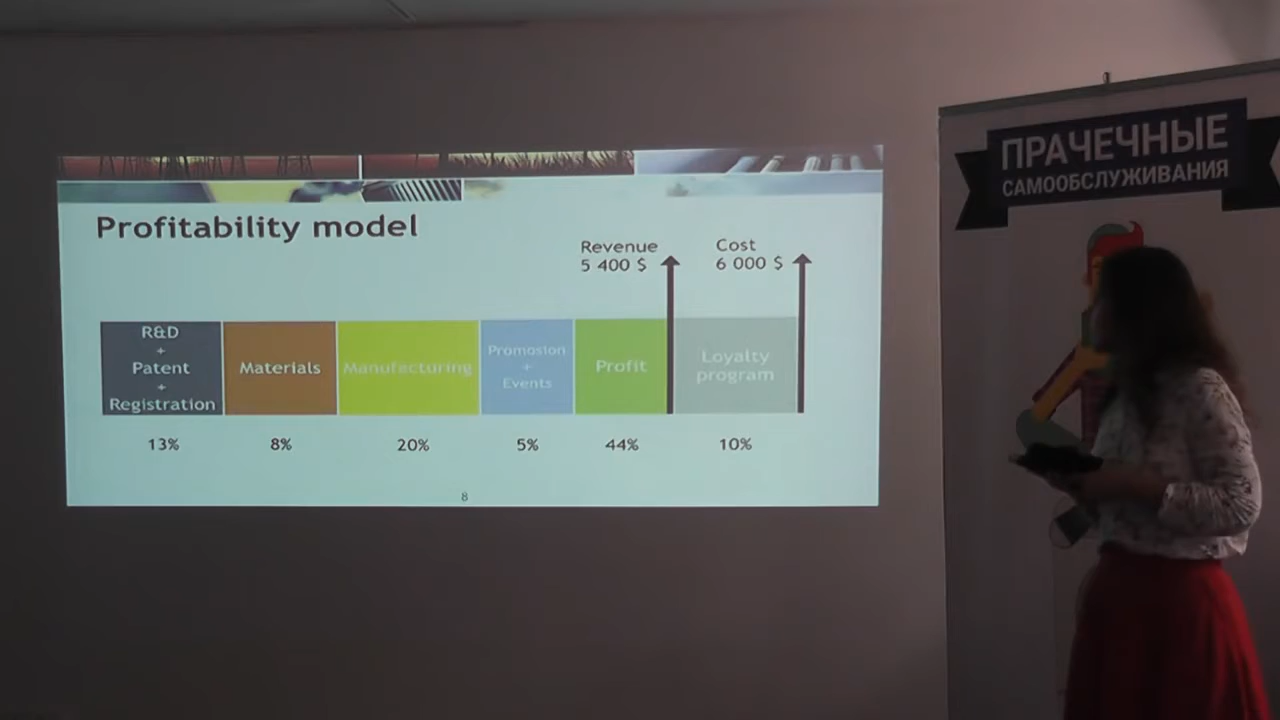 Profitability model
Revenue
5 400 $
Cost
6 000 $
R&D
+
Patent
+
Registration
Materials
Manufacturing
Promosion
+
Events
Profit
Loyalty
program
13%
8%
20%
5%
44%
10%
8
ПРАЧЕЧНЫЕ
САМООБСЛУЖИВАНИЯ